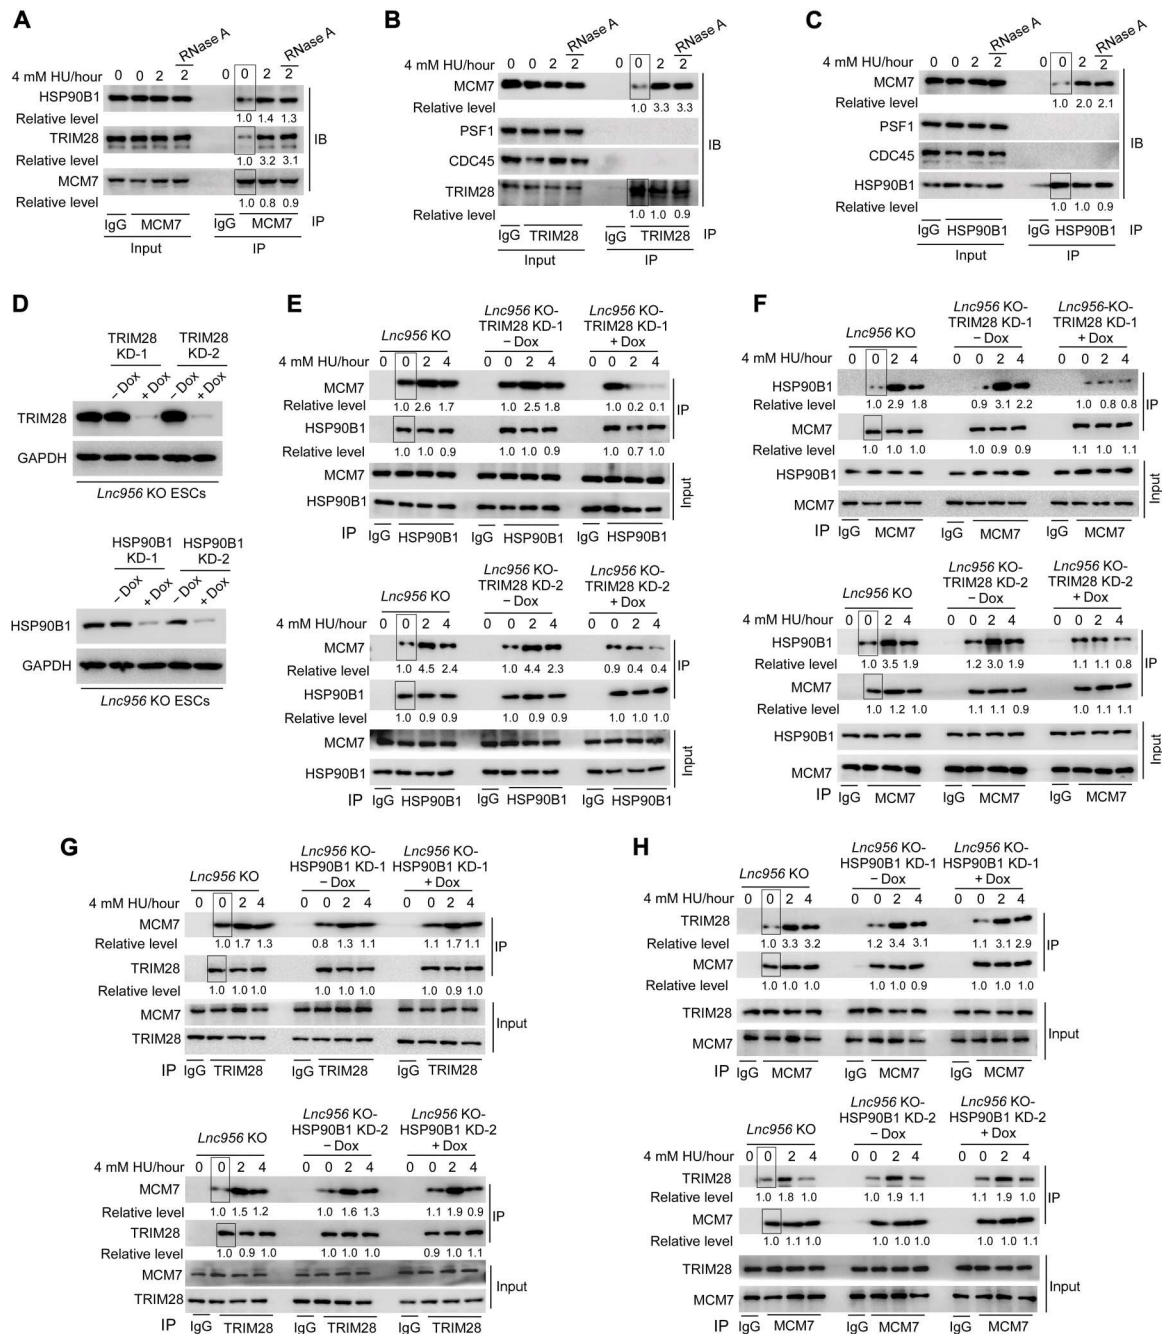 A
RNase A
RNase A
4 mM HU/hour 0 0 2 2 0 0 2 2
HSP90B1
Relative level 1.0 1.4 1.3
TRIM28
Relative level 1.0 3.2 3.1
MCM7
Relative level 1.0 0.8 0.9
IB
IgG MCM7 IgG MCM7 IP
Input IP
B
RNase A
RNase A
4 mM HU/hour 0 0 2 2 0 0 2 2
MCM7
Relative level 1.0 3.3 3.3
PSF1
CDC45
TRIM28
Relative level 1.0 1.0 0.9
IB
IgG TRIM28 IgG TRIM28 IP
Input IP
C
RNase A
RNase A
4 mM HU/hour 0 0 2 2 0 0 2 2
MCM7
Relative level 1.0 2.0 2.1
PSF1
CDC45
HSP90B1
Relative level 1.0 1.0 0.9
IB
IgG HSP90B1 IgG HSP90B1 IP
Input IP
D
TRIM28 KD-1 TRIM28 KD-2
– Dox + Dox – Dox + Dox
TRIM28
GAPDH
Lnc956 KO ESCs
HSP90B1 KD-1 HSP90B1 KD-2
– Dox + Dox – Dox + Dox
HSP90B1
GAPDH
Lnc956 KO ESCs
E
Lnc956 KO Lnc956 KO-TRIM28 KD-1 – Dox Lnc956 KO-TRIM28 KD-1 + Dox
4 mM HU/hour 0 0 2 4 0 0 2 4 0 0 2 4
MCM7
Relative level 1.0 2.6 1.7 1.0 2.5 1.8 1.0 0.2 0.1
HSP90B1
Relative level 1.0 1.0 0.9 1.0 1.0 0.9 1.0 0.7 1.0
IP
MCM7
HSP90B1
Input
IP IgG HSP90B1 IgG HSP90B1 IgG HSP90B1
Lnc956 KO Lnc956 KO-TRIM28 KD-2 – Dox Lnc956 KO-TRIM28 KD-2 + Dox
4 mM HU/hour 0 0 2 4 0 0 2 4 0 0 2 4
MCM7
Relative level 1.0 4.5 2.4 1.0 4.4 2.3 0.9 0.4 0.4
HSP90B1
Relative level 1.0 0.9 0.9 1.0 0.9 0.9 1.0 1.0 1.0
IP
MCM7
HSP90B1
Input
IP IgG HSP90B1 IgG HSP90B1 IgG HSP90B1
F
Lnc956 KO Lnc956 KO-TRIM28 KD-1 – Dox Lnc956-KO-TRIM28 KD-1 + Dox
4 mM HU/hour 0 0 2 4 0 0 2 4 0 0 2 4
HSP90B1
Relative level 1.0 2.9 1.8 0.9 3.1 2.2 1.0 0.8 0.8
MCM7
Relative level 1.0 1.0 1.0 1.0 0.9 0.9 1.1 1.0 1.1
IP
HSP90B1
MCM7
Input
IP IgG MCM7 IgG MCM7 IgG MCM7
Lnc956 KO Lnc956 KO-TRIM28 KD-2 – Dox Lnc956 KO-TRIM28 KD-2 + Dox
4 mM HU/hour 0 0 2 4 0 0 2 4 0 0 2 4
HSP90B1
Relative level 1.0 3.5 1.9 1.2 3.0 1.9 1.1 1.1 0.8
MCM7
Relative level 1.0 1.2 1.0 1.1 1.1 0.9 1.0 1.1 1.1
IP
HSP90B1
MCM7
Input
IP IgG MCM7 IgG MCM7 IgG MCM7
G
Lnc956 KO Lnc956 KO-HSP90B1 KD-1 – Dox Lnc956 KO-HSP90B1 KD-1 + Dox
4 mM HU/hour 0 0 2 4 0 0 2 4 0 0 2 4
MCM7
Relative level 1.0 1.7 1.3 0.8 1.3 1.1 1.1 1.7 1.1
TRIM28
Relative level 1.0 1.0 1.0 1.0 1.0 1.0 1.0 0.9 1.0
IP
MCM7
TRIM28
Input
IP IgG TRIM28 IgG TRIM28 IgG TRIM28
Lnc956 KO Lnc956 KO-HSP90B1 KD-2 – Dox Lnc956 KO-HSP90B1 KD-2 + Dox
4 mM HU/hour 0 0 2 4 0 0 2 4 0 0 2 4
MCM7
Relative level 1.0 1.5 1.2 1.0 1.6 1.3 1.1 1.9 0.9
TRIM28
Relative level 1.0 0.9 1.0 1.0 1.0 1.0 0.9 1.0 1.1
IP
MCM7
TRIM28
Input
IP IgG TRIM28 IgG TRIM28 IgG TRIM28
H
Lnc956 KO Lnc956 KO-HSP90B1 KD-1 – Dox Lnc956 KO-HSP90B1 KD-1 + Dox
4 mM HU/hour 0 0 2 4 0 0 2 4 0 0 2 4
TRIM28
Relative level 1.0 3.3 3.2 1.2 3.4 3.1 1.1 3.1 2.9
MCM7
Relative level 1.0 1.0 1.0 1.0 1.0 0.9 1.0 1.0 1.0
IP
TRIM28
MCM7
Input
IP IgG MCM7 IgG MCM7 IgG MCM7
Lnc956 KO Lnc956 KO-HSP90B1 KD-2 – Dox Lnc956 KO-HSP90B1 KD-2 + Dox
4 mM HU/hour 0 0 2 4 0 0 2 4 0 0 2 4
TRIM28
Relative level 1.0 1.8 1.0 1.0 1.9 1.1 1.1 1.9 1.0
MCM7
Relative level 1.0 1.1 1.0 1.0 1.0 1.0 1.0 1.0 1.1
IP
TRIM28
MCM7
Input
IP IgG MCM7 IgG MCM7 IgG MCM7